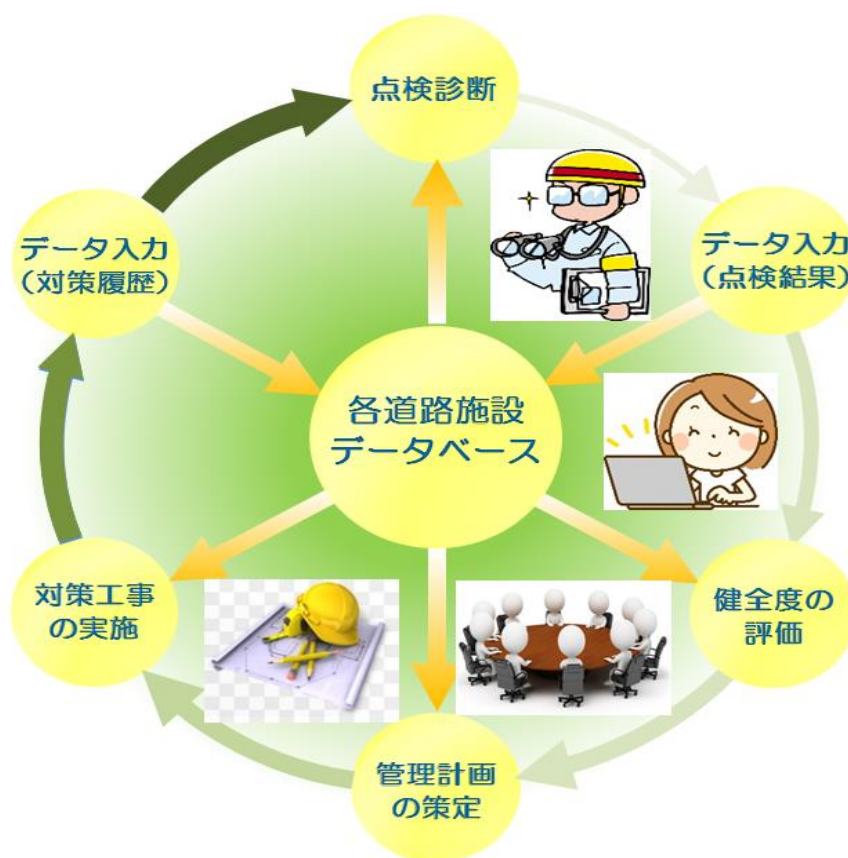 点検診断
データ入力
（対策履歴）
データ入力
（点検結果）
各道路施設
データベース
対策工事
の実施
健全度の
評価
管理計画
の策定